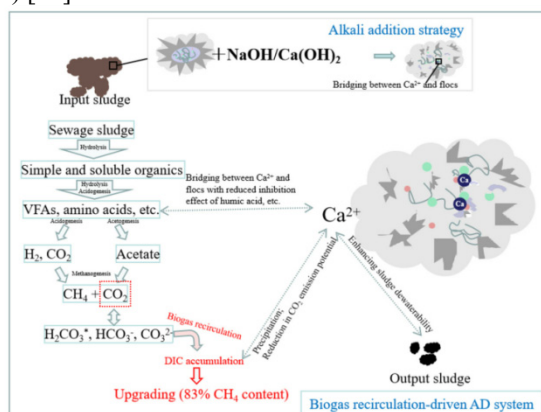 ) [
Alkali addition strategy
+NaOH/Ca(OH)2
Bridging between Ca2+ and flocs
Input sludge
Sewage sludge
Hydrolysis
Simple and soluble organics
Hydrolysis
Acidogenesis
VFAs, amino acids, etc.
Acidogenesis
Acetogenesis
H2, CO2
Acetate
Methanogenesis
CH4 + CO2
H2CO3*, HCO3-, CO32-
Biogas recirculation
DIC accumulation
Upgrading (83% CH4 content)
Bridging between Ca2+ and
flocs with reduced inhibition
effect of humic acid, etc.
Ca2+
Ca
Ca
Precipitation,
Reduction in CO2 emission potential
Enhancing sludge dewaterability
Output sludge
Biogas recirculation-driven AD system